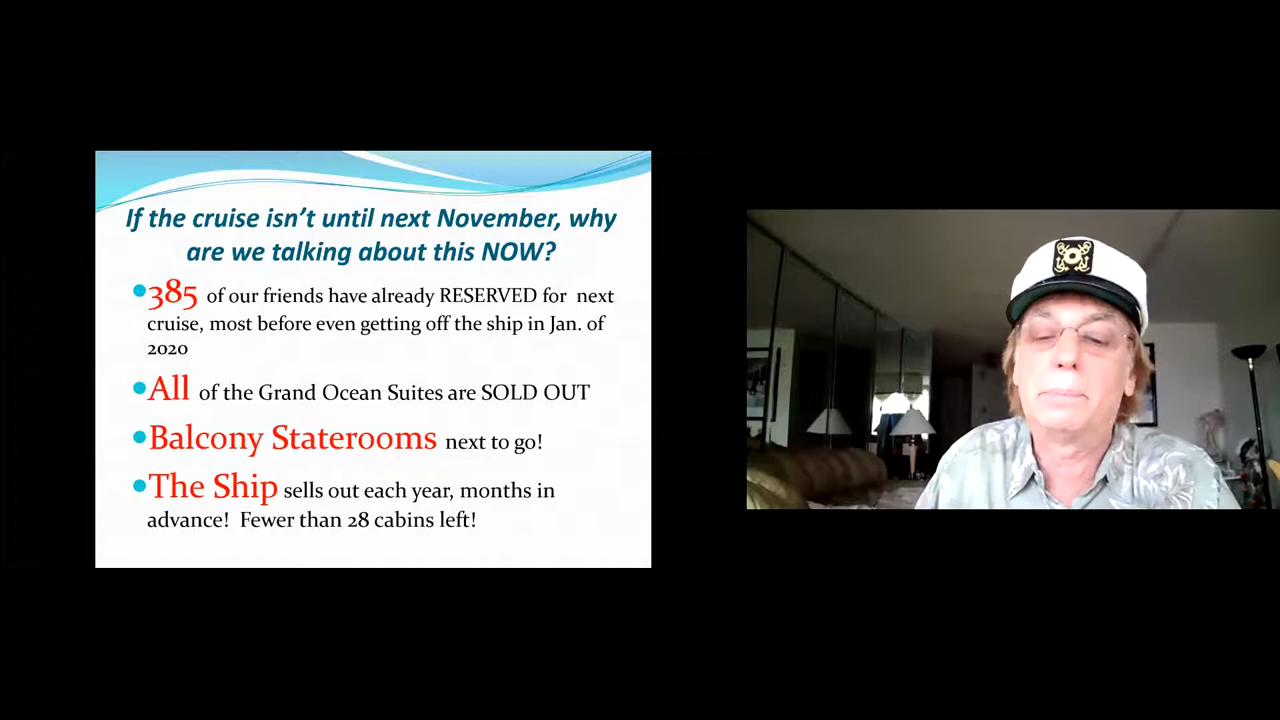 If the cruise isn't until next November, why
are we talking about this NOW?
385 of our friends have already RESERVED for next
cruise, most before even getting off the ship in Jan. of
2020
All of the Grand Ocean Suites are SOLD OUT
Balcony Staterooms next to go!
The Ship sells out each year, months in
advance! Fewer than 28 cabins left!